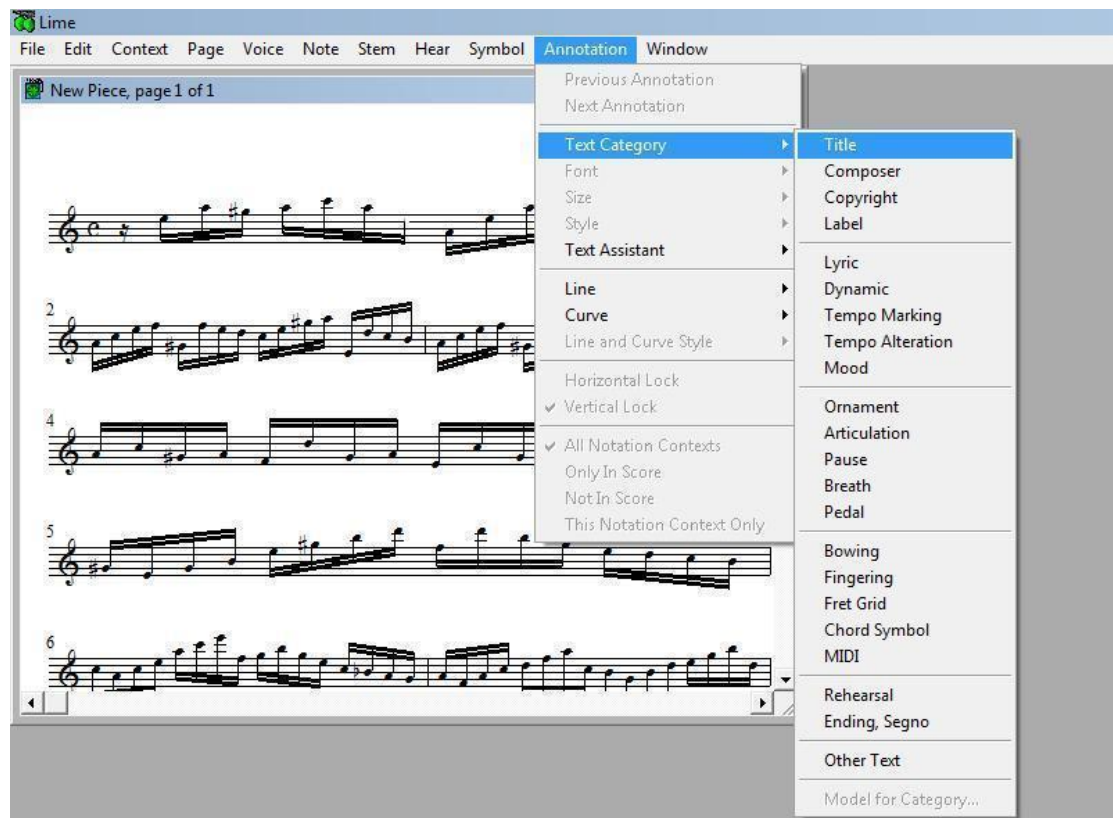 Lime
File Edit Context Page Voice Note Stem Hear Symbol Annotation Window
New Piece, page 1 of 1
2
4
5
6
Previous Annotation
Next Annotation
Text Category
Font
Size
Style
Text Assistant
Line
Curve
Line and Curve Style
Horizontal Lock
Vertical Lock
All Notation Contexts
Only In Score
Not In Score
This Notation Context Only
Title
Composer
Copyright
Label
Lyric
Dynamic
Tempo Marking
Tempo Alteration
Mood
Ornament
Articulation
Pause
Breath
Pedal
Bowing
Fingering
Fret Grid
Chord Symbol
MIDI
Rehearsal
Ending, Segno
Other Text
Model for Category...